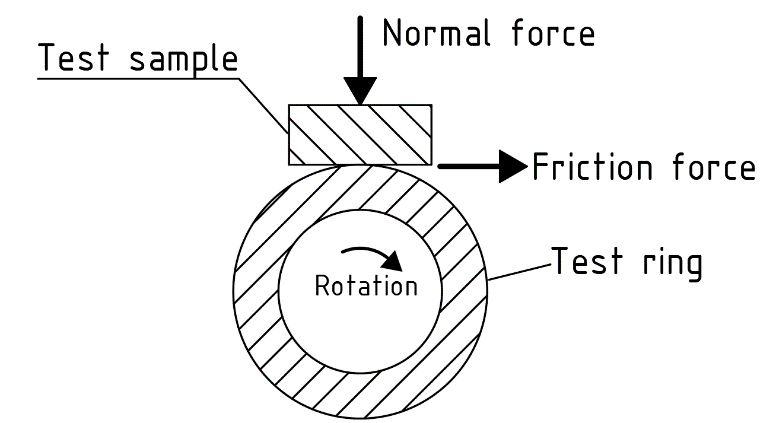 Normal force
Test sample
Friction force
Test ring
Rotation